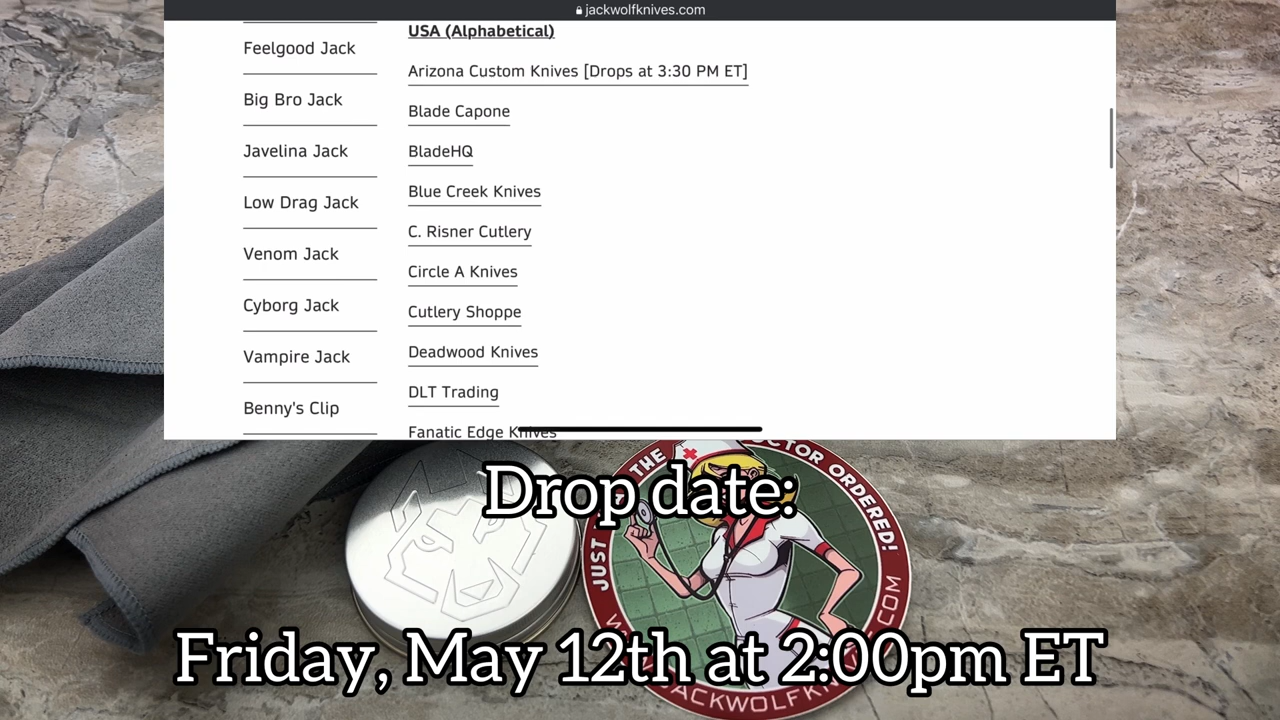 jackwolfknives.com
Feelgood Jack
Big Bro Jack
Javelina Jack
Low Drag Jack
Venom Jack
Cyborg Jack
Vampire Jack
Benny's Clip
USA (Alphabetical)
Arizona Custom Knives [Drops at 3:30 PM ET]
Blade Capone
BladeHQ
Blue Creek Knives
C. Risner Cutlery
Circle A Knives
Cutlery Shoppe
Deadwood Knives
DLT Trading
Fanatic Edge Knives
Drop date:
Friday, May 12th at 2:00pm ET
JUST THE DOCTOR ORDERED!